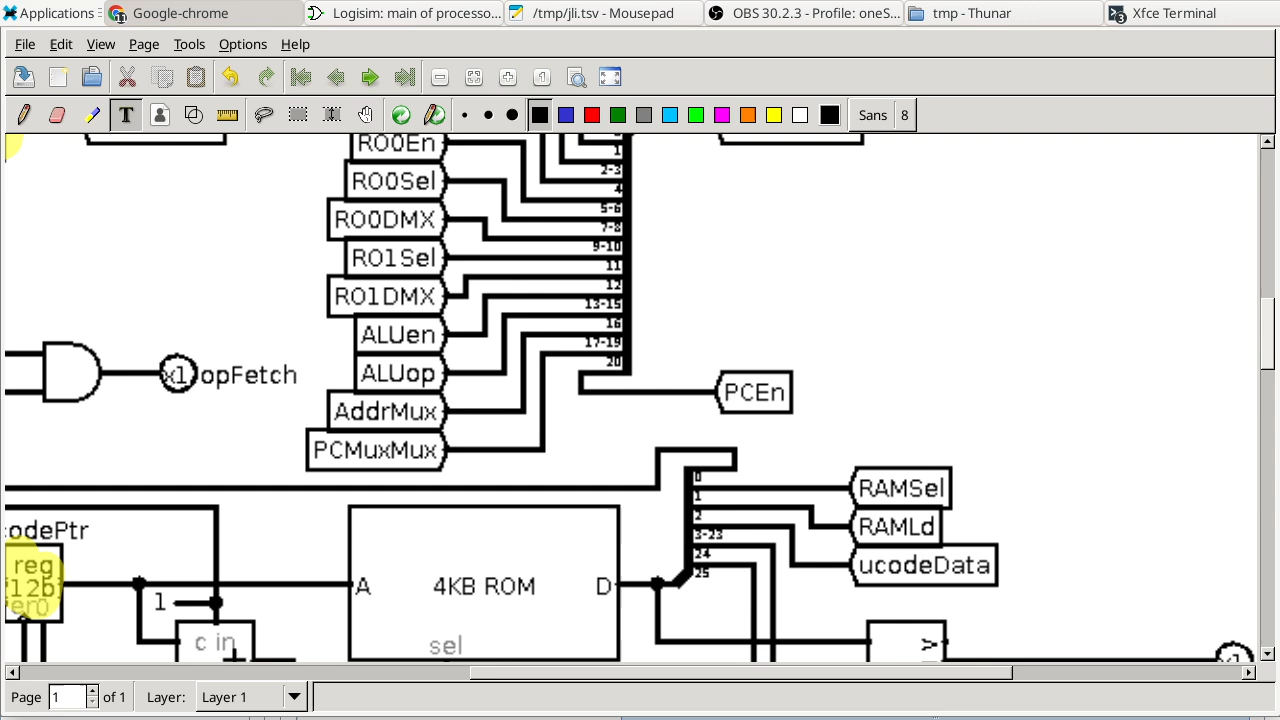 Applications
Google-chrome
Logisim: main of processo...
/tmp/jli.tsv - Mousepad
OBS 30.2.3 - Profile: oneS...
tmp - Thunar
Xfce Terminal
File Edit View Page Tools Options Help
T
Sans 8
RO0En
1
2-3
RO0Sel
4
5-6
RO0DMX
7-8
9-10
RO1Sel
11
12
RO1DMX
13-15
16
ALUen
17-19
20
x1 opFetch
ALUop
PCEn
AddrMux
PCMuxMux
0
RAMSel
1
2
RAMLd
codePtr
3-23
24
ucodeData
25
reg
12b
A 4KB ROM D
1
c in
sel
+
x1
Page 1 of 1 Layer: Layer 1